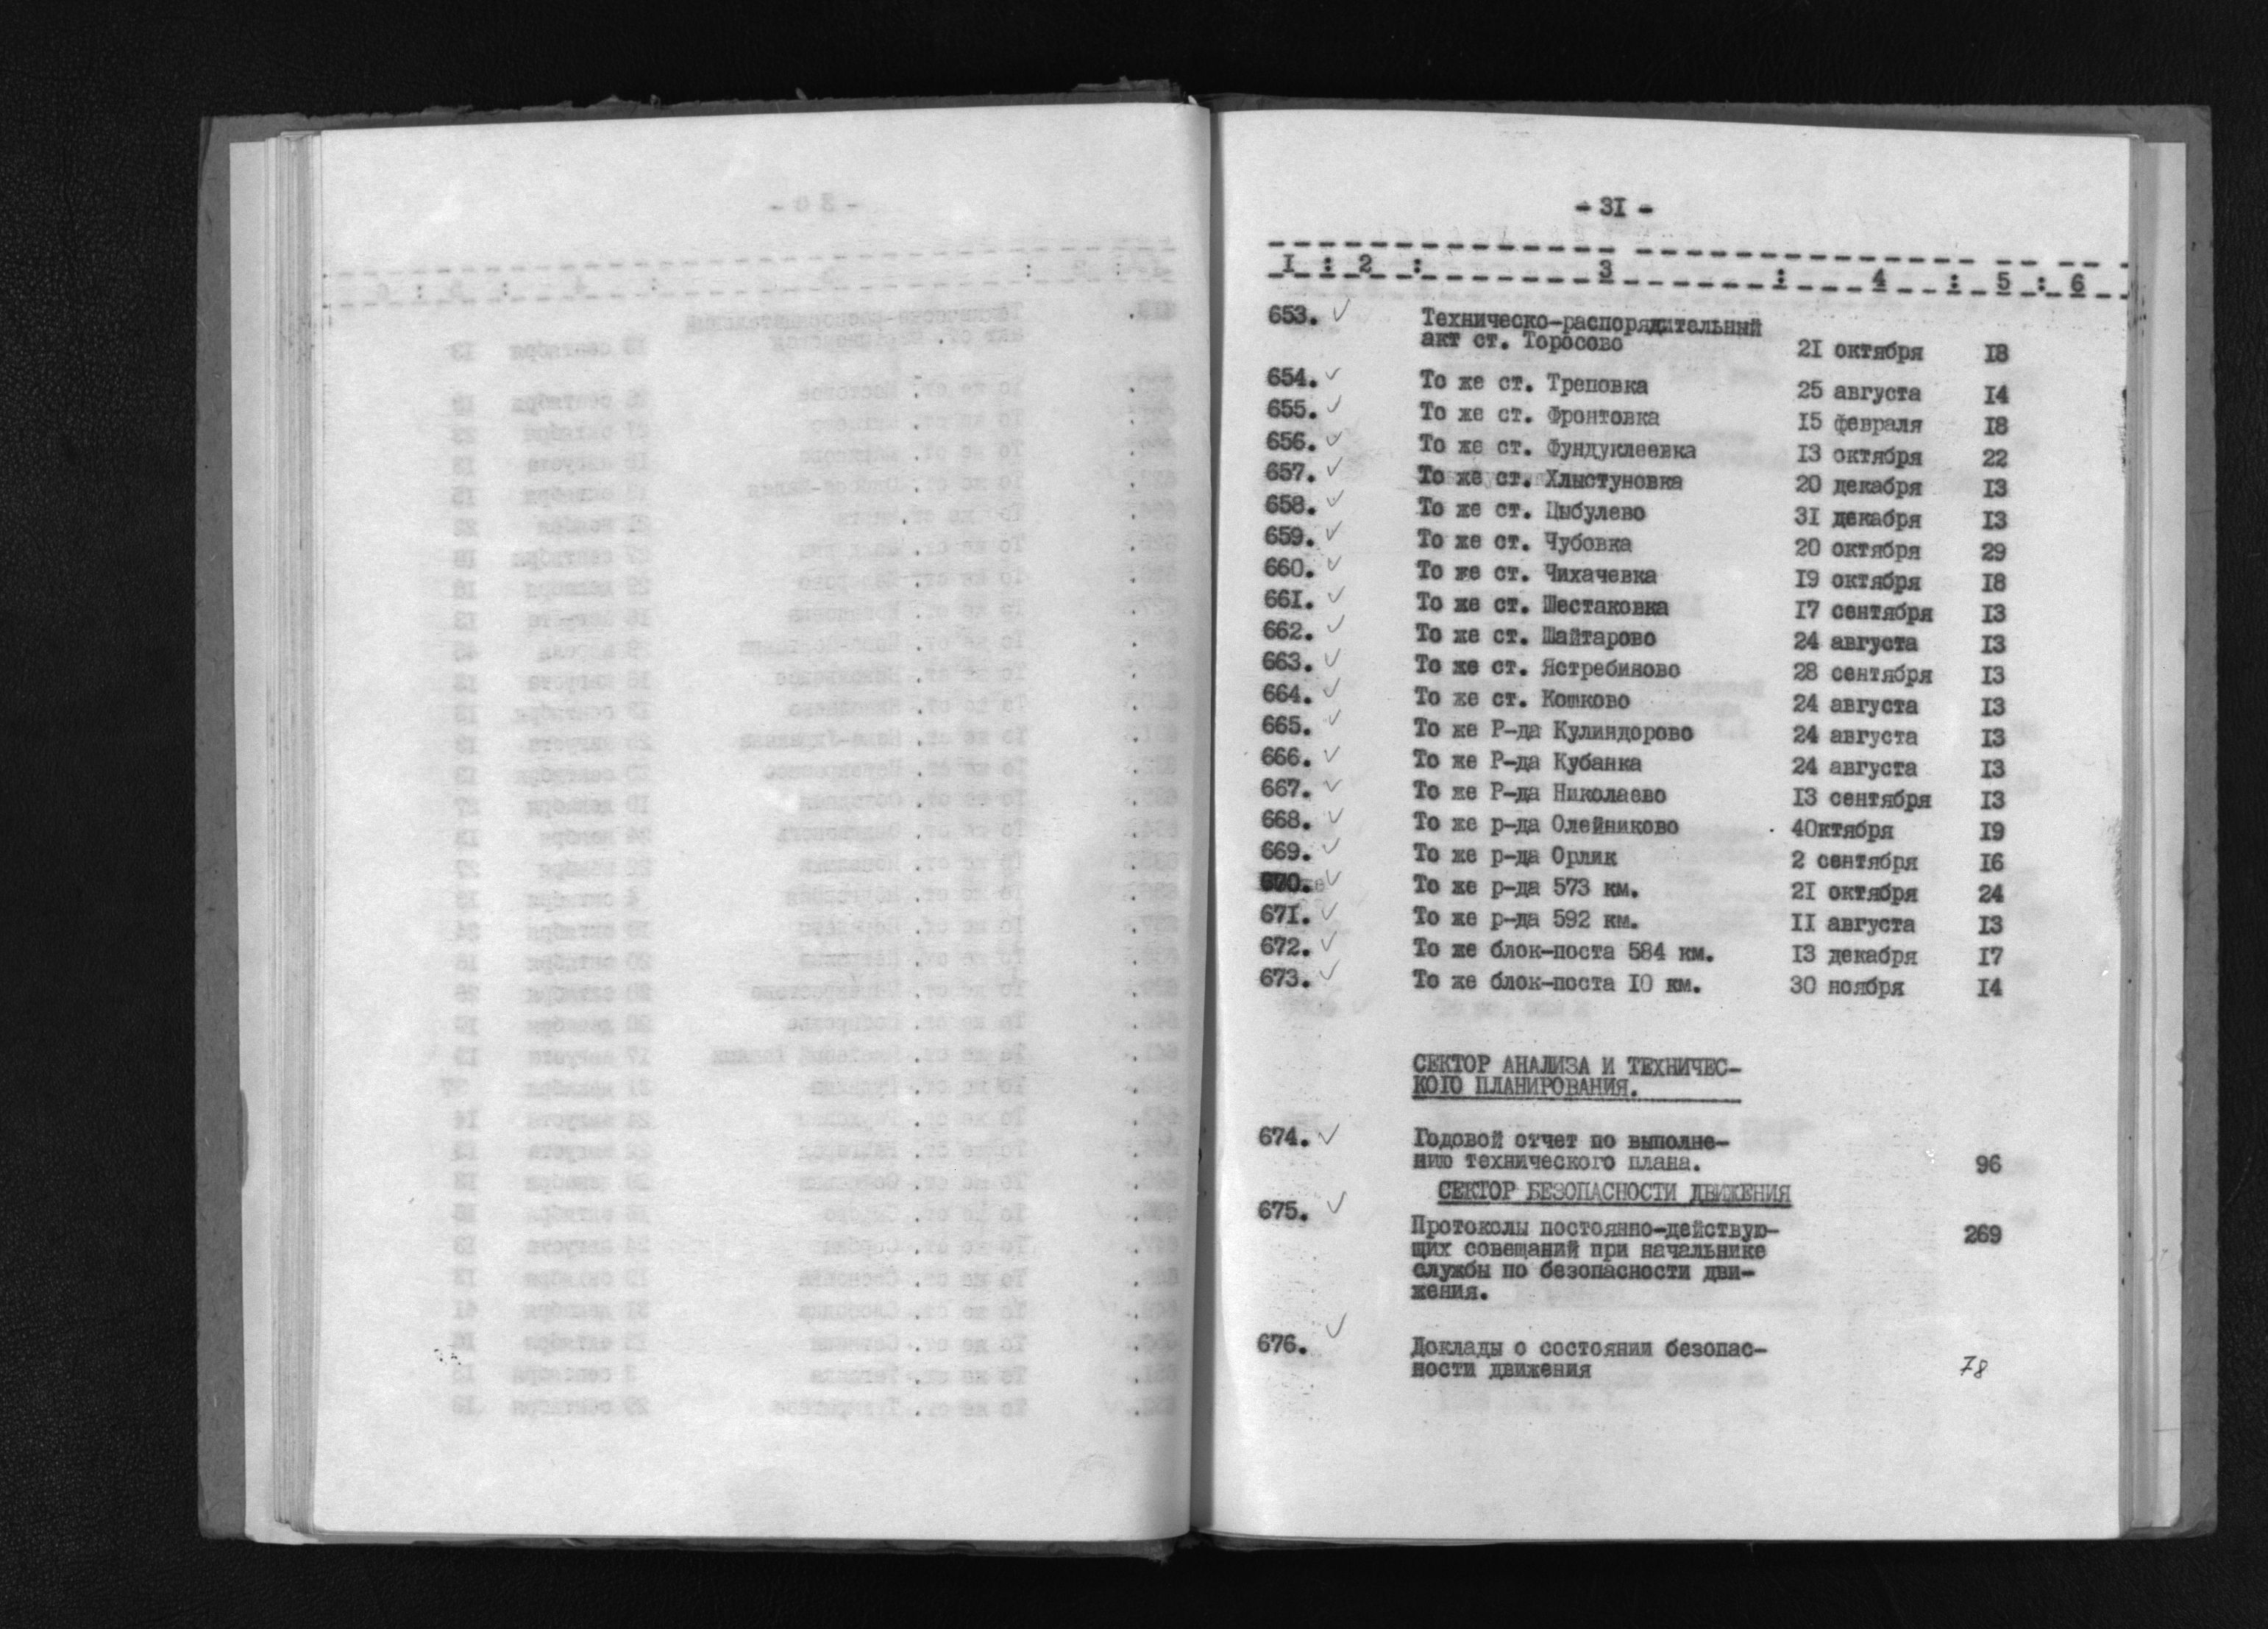 - 31 -
I : 2 : 3 : 4 : 5 : 6
653. ✓ Техническо-распорядительный
акт ст. Торосово 21 октября 18
654. ✓ То же ст. Треповка 25 августа 14
655. ✓ То же ст. Фронтовка 15 февраля 18
656. ✓ То же ст. Фундуклеевка 13 октября 22
657. ✓ То же ст. Хлыстуновка 20 декабря 13
658. ✓ То же ст. Цыбулево 31 декабря 13
659. ✓ То же ст. Чубовка 20 октября 29
660. ✓ То же ст. Чихачевка 19 октября 18
661. ✓ То же ст. Шестаковка 17 сентября 13
662. ✓ То же ст. Шайтарово 24 августа 13
663. ✓ То же ст. Ястребиново 28 сентября 13
664. ✓ То же ст. Кошково 24 августа 13
665. ✓ То же Р-да Кулиндорово 24 августа 13
666. ✓ То же Р-да Кубанка 24 августа 13
667. ✓ То же Р-да Николаево 13 сентября 13
668. ✓ То же р-да Олейниково 4Октября 19
669. ✓ То же р-да Орлик 2 сентября 16
670. ✓ То же р-да 573 км. 21 октября 24
671. ✓ То же р-да 592 км. 11 августа 13
672. ✓ То же блок-поста 584 км. 13 декабря 17
673. ✓ То же блок-поста 10 км. 30 ноября 14
СЕКТОР АНАЛИЗА И ТЕХНИЧЕС-
КОГО ПЛАНИРОВАНИЯ.
674. ✓ Годовой отчет по выполне-
нию технического плана. 96
СЕКТОР БЕЗОПАСНОСТИ ДВИЖЕНИЯ
675. ✓ Протоколы постоянно-действую- 269
щих совещаний при начальнике
службы по безопасности дви-
жения.
676. ✓ Доклады о состоянии безопас-
ности движения 78